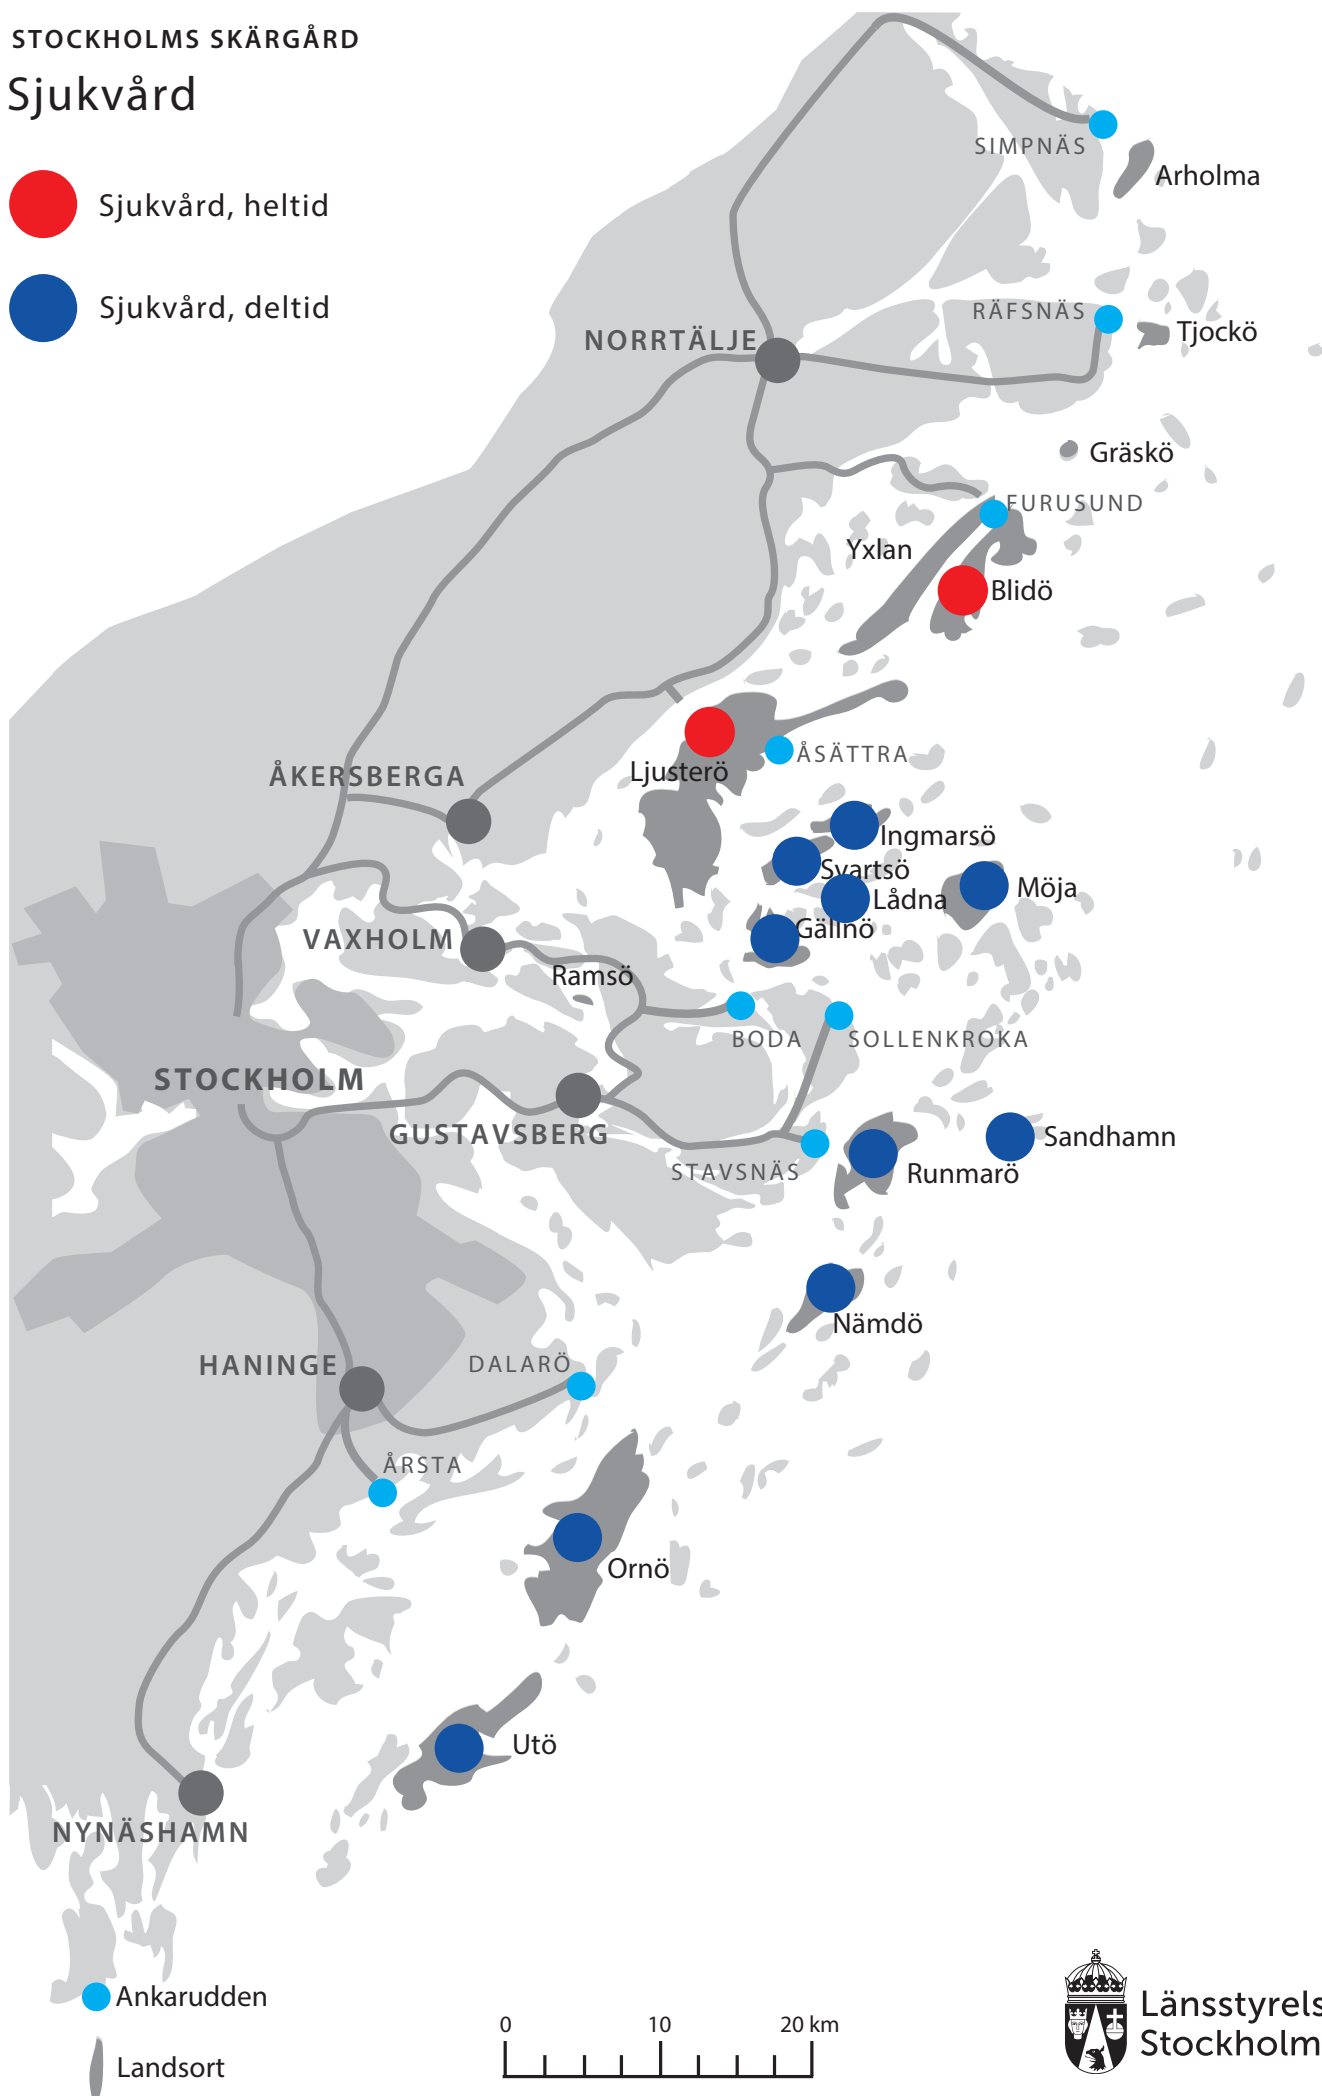 STOCKHOLMS SKÄRGÅRD
Sjukvård
Sjukvård, heltid
Sjukvård, deltid
SIMPNÄS
Arholma
RÄFSNÄS
Tjockö
NORRTÄLJE
Gräskö
FURUSUND
Yxlan
Blidö
ÅSÄTTRA
Ljusterö
ÅKERSBERGA
Ingmarsö
Svartsö
Möja
Lådna
Gällnö
VAXHOLM
Ramsö
BODA
SOLLENKROKA
STOCKHOLM
GUSTAVSBERG
Sandhamn
STAVSNÄS
Runmarö
Nämdö
HANINGE
DALARÖ
ÅRSTA
Ornö
Utö
NYNÄSHAMN
Ankarudden
Landsort
0 10 20 km
Länsstyrels
Stockholm